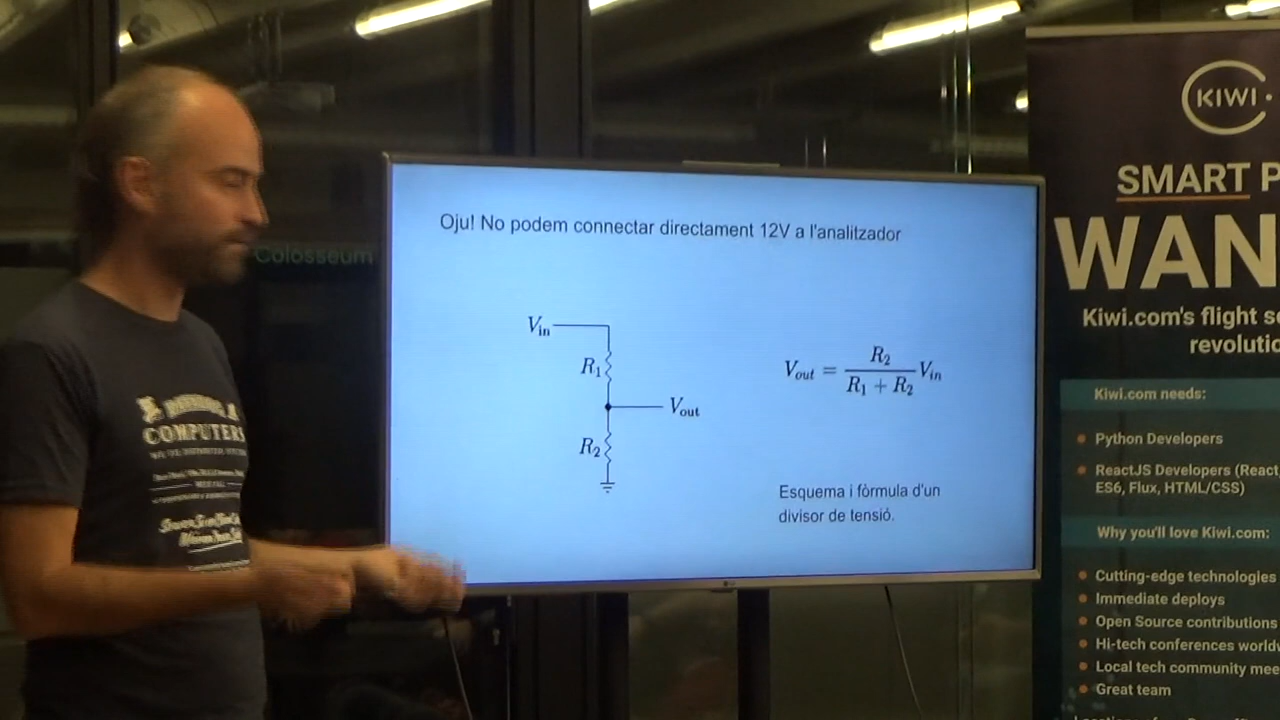 Oju! No podem connectar directament 12V a l'analitzador
Vin
R1
Vout
R2
Vout = R2 / (R1 + R2) Vin
Esquema i fòrmula d'un
divisor de tensió.
Colosseum
COMPUTERS
KIWI
SMART P
WAN
Kiwi.com's flight se
revolutio
Kiwi.com needs:
Python Developers
ReactJS Developers (React,
ES6, Flux, HTML/CSS)
Why you'll love Kiwi.com:
Cutting-edge technologies
Immediate deploys
Open Source contributions
Hi-tech conferences worldw
Local tech community mee
Great team
LG